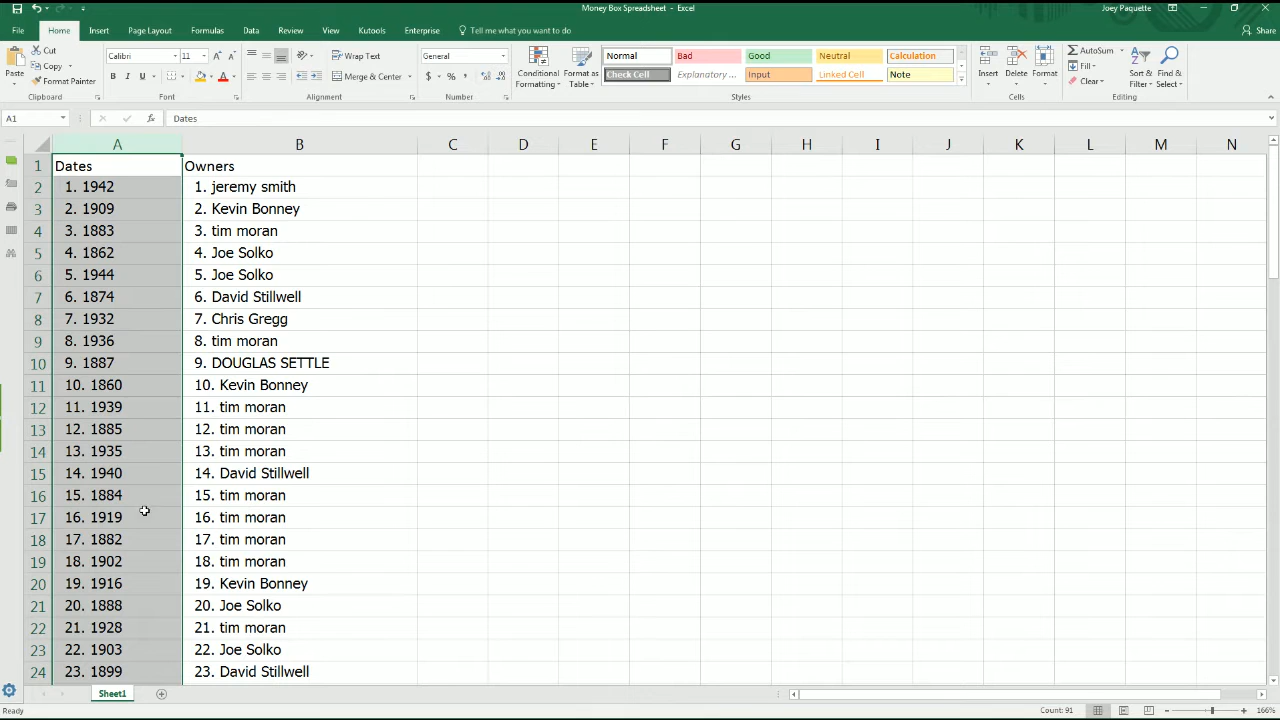 Money Box Spreadsheet - Excel
Joey Paquette
File Home Insert Page Layout Formulas Data Review View Kutools Enterprise Tell me what you want to do Share
Paste Cut Copy Format Painter Clipboard
Calibri 11 B I U A Font
Wrap Text Merge & Center Alignment
General $ % , Number
Conditional Formatting Format as Table
Normal Bad Good Neutral Calculation
Check Cell Explanatory ... Input Linked Cell Note
Styles
Insert Delete Format Cells
AutoSum Fill Clear Sort & Filter Find & Select Editing
A1 fx Dates
A B C D E F G H I J K L M N
1 Dates Owners
2 1. 1942 1. jeremy smith
3 2. 1909 2. Kevin Bonney
4 3. 1883 3. tim moran
5 4. 1862 4. Joe Solko
6 5. 1944 5. Joe Solko
7 6. 1874 6. David Stillwell
8 7. 1932 7. Chris Gregg
9 8. 1936 8. tim moran
10 9. 1887 9. DOUGLAS SETTLE
11 10. 1860 10. Kevin Bonney
12 11. 1939 11. tim moran
13 12. 1885 12. tim moran
14 13. 1935 13. tim moran
15 14. 1940 14. David Stillwell
16 15. 1884 15. tim moran
17 16. 1919 16. tim moran
18 17. 1882 17. tim moran
19 18. 1902 18. tim moran
20 19. 1916 19. Kevin Bonney
21 20. 1888 20. Joe Solko
22 21. 1928 21. tim moran
23 22. 1903 22. Joe Solko
24 23. 1899 23. David Stillwell
Sheet1
Ready Count: 91 166%